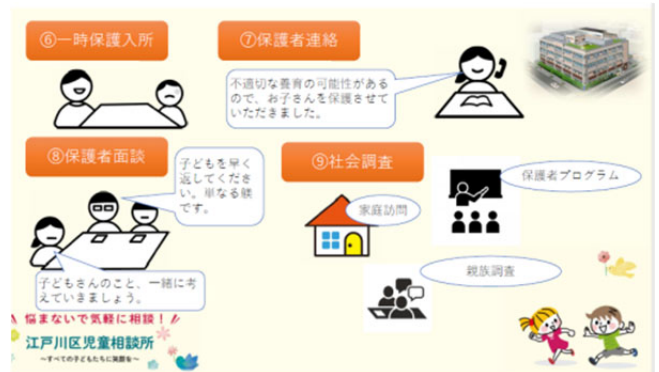 ⑥一時保護入所
⑦保護者連絡
不適切な養育の可能性がある
ので、お子さんを保護させて
いただきました。
⑧保護者面談
子どもを早く
返してくださ
い。単なる躾
です。
子どもさんのこと、一緒に考
えていきましょう。
⑨社会調査
家庭訪問
保護者プログラム
親族調査
悩まないで気軽に相談！
江戸川区児童相談所
～すべての子どもたちに笑顔を～